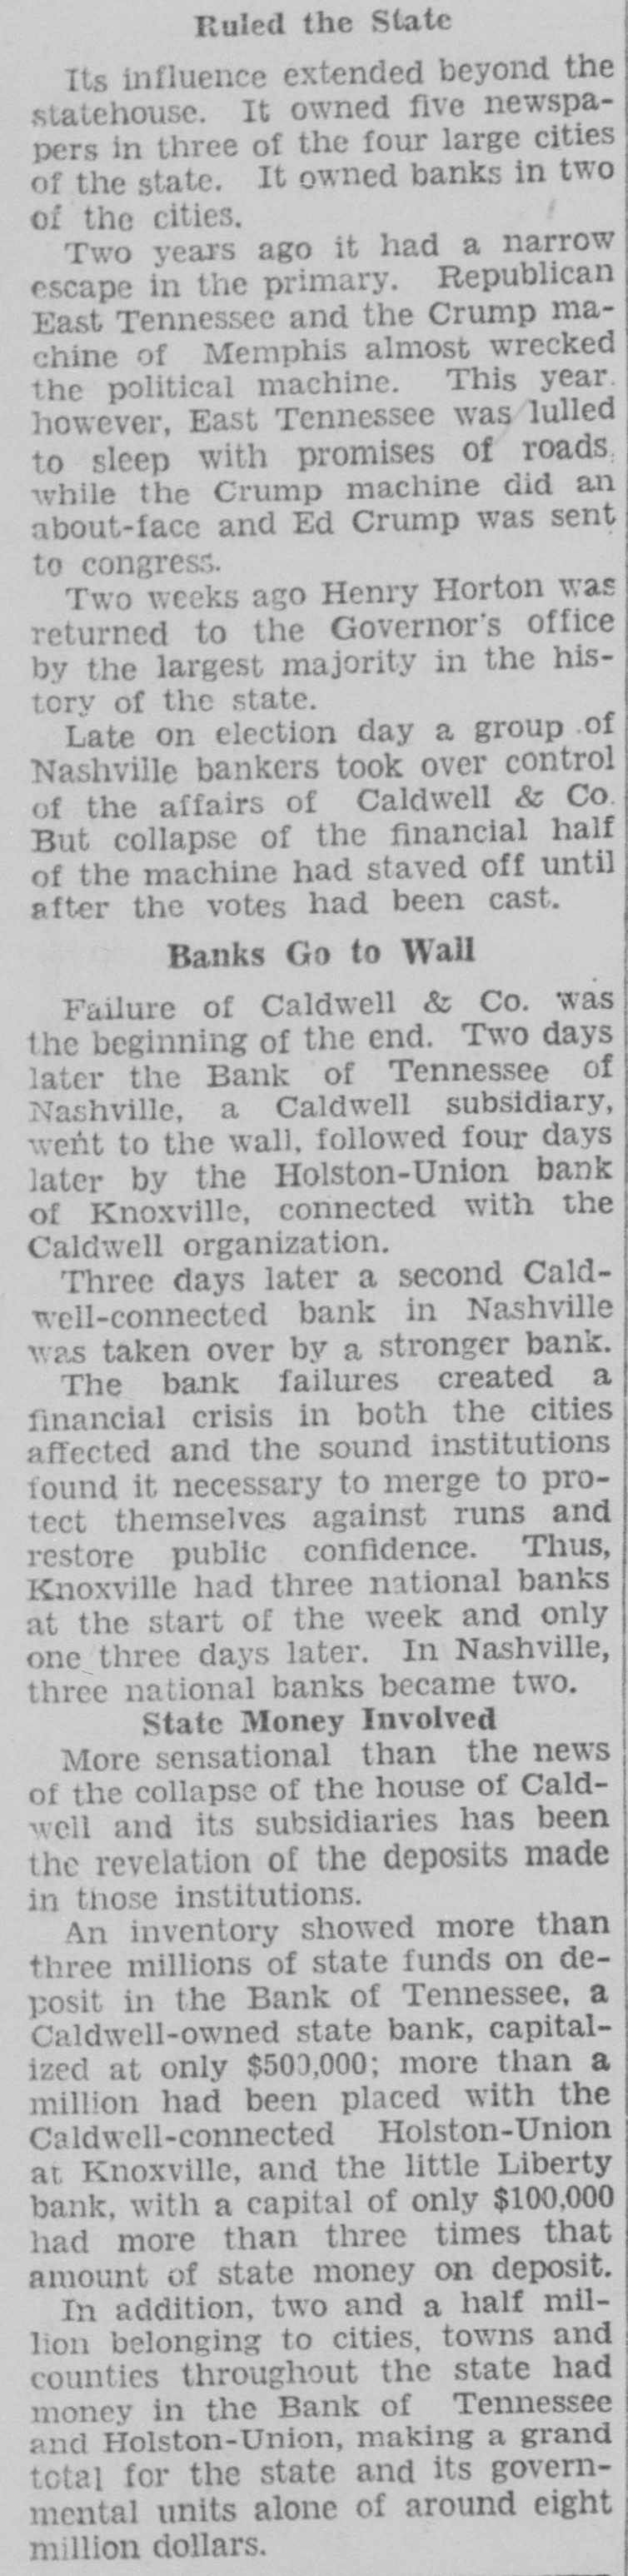 Ruled the State
Its influence extended beyond the
statehouse. It owned five newspa-
pers in three of the four large cities
of the state. It owned banks in two
of the cities.
Two years ago it had a narrow
escape in the primary. Republican
East Tennessee and the Crump ma-
chine of Memphis almost wrecked
the political machine. This year,
however, East Tennessee was lulled
to sleep with promises of roads,
while the Crump machine did an
about-face and Ed Crump was sent
to congress.
Two weeks ago Henry Horton was
returned to the Governor's office
by the largest majority in the his-
tory of the state.
Late on election day a group of
Nashville bankers took over control
of the affairs of Caldwell & Co.
But collapse of the financial half
of the machine had staved off until
after the votes had been cast.
Banks Go to Wall
Failure of Caldwell & Co. was
the beginning of the end. Two days
later the Bank of Tennessee of
Nashville, a Caldwell subsidiary,
went to the wall, followed four days
later by the Holston-Union bank
of Knoxville, connected with the
Caldwell organization.
Three days later a second Cald-
well-connected bank in Nashville
was taken over by a stronger bank.
The bank failures created a
financial crisis in both the cities
affected and the sound institutions
found it necessary to merge to pro-
tect themselves against runs and
restore public confidence. Thus,
Knoxville had three national banks
at the start of the week and only
one three days later. In Nashville,
three national banks became two.
State Money Involved
More sensational than the news
of the collapse of the house of Cald-
well and its subsidiaries has been
the revelation of the deposits made
in those institutions.
An inventory showed more than
three millions of state funds on de-
posit in the Bank of Tennessee, a
Caldwell-owned state bank, capital-
ized at only $500,000; more than a
million had been placed with the
Caldwell-connected Holston-Union
at Knoxville, and the little Liberty
bank, with a capital of only $100,000
had more than three times that
amount of state money on deposit.
In addition, two and a half mil-
lion belonging to cities, towns and
counties throughout the state had
money in the Bank of Tennessee
and Holston-Union, making a grand
total for the state and its govern-
mental units alone of around eight
million dollars.